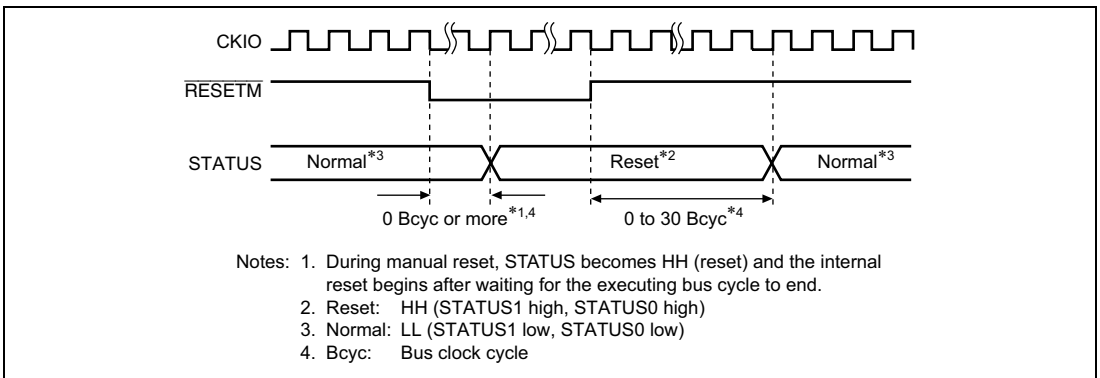 CKIO
RESETM
STATUS
Normal*3
Reset*2
Normal*3
0 Bcyc or more*1,4
0 to 30 Bcyc*4
Notes: 1. During manual reset, STATUS becomes HH (reset) and the internal
reset begins after waiting for the executing bus cycle to end.
2. Reset: HH (STATUS1 high, STATUS0 high)
3. Normal: LL (STATUS1 low, STATUS0 low)
4. Bcyc: Bus clock cycle